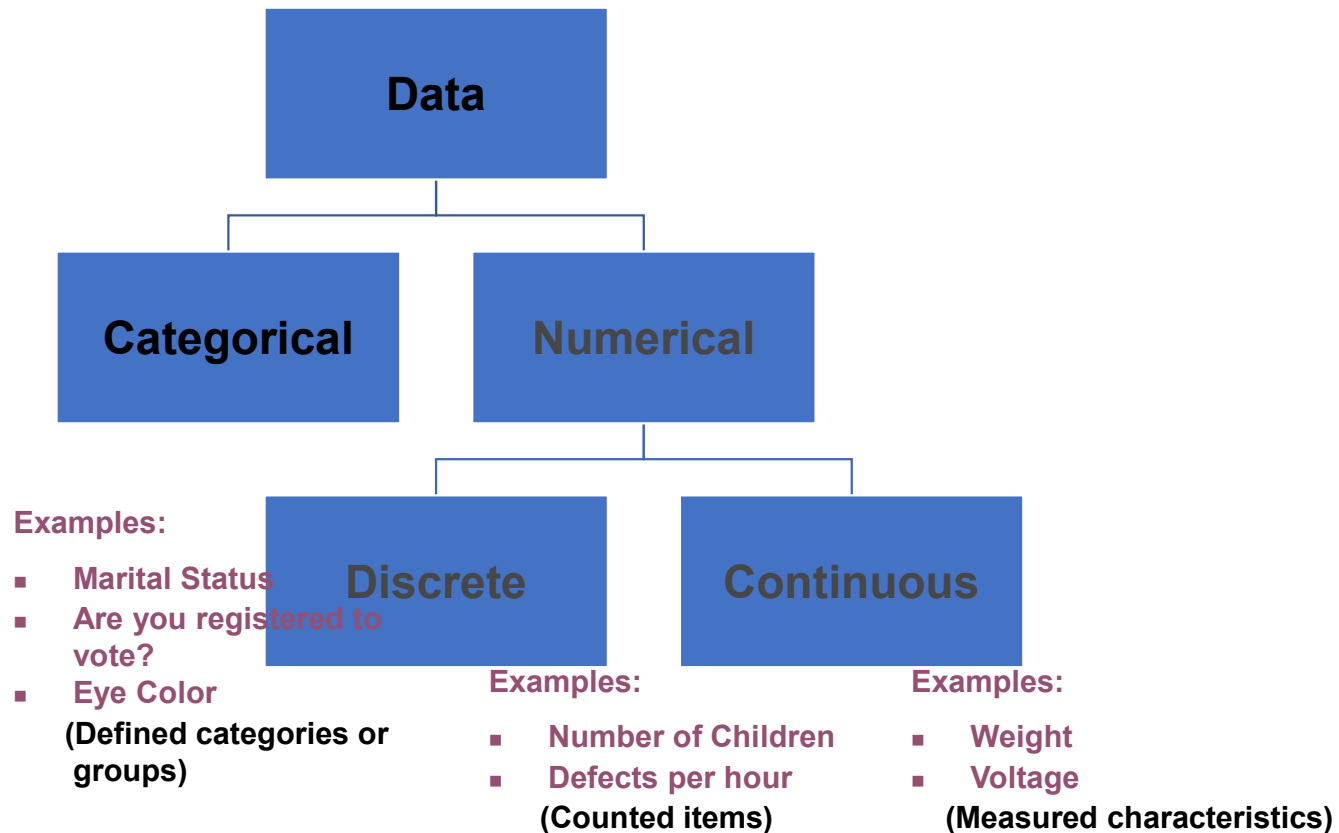 Data
Categorical
Numerical
Discrete
Continuous
Examples:
▪ Marital Status
▪ Are you registered to
vote?
▪ Eye Color
(Defined categories or
groups)
Examples:
▪ Number of Children
▪ Defects per hour
(Counted items)
Examples:
▪ Weight
▪ Voltage
(Measured characteristics)